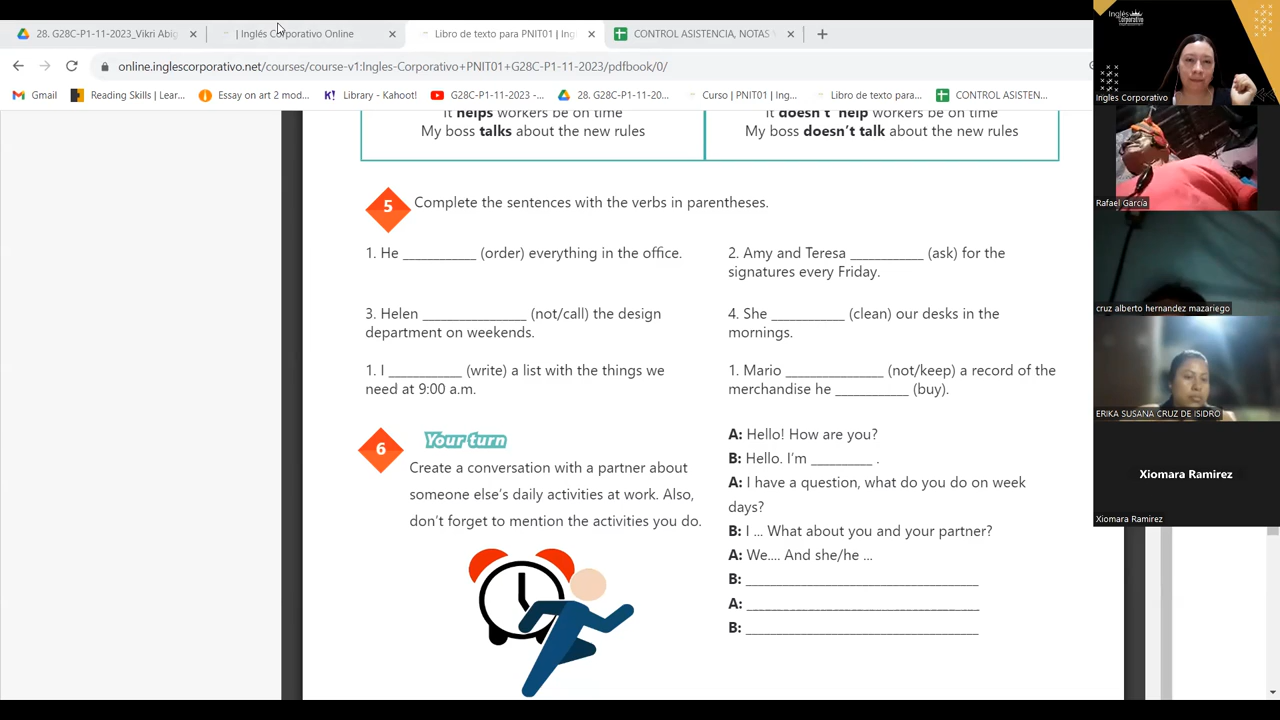 28. G28C-P1-11-2023_Vikri Abig
| Inglés Corporativo Online
Libro de texto para PNIT01 | Ing
CONTROL ASISTENCIA, NOTAS
online.inglescorporativo.net/courses/course-v1:Ingles-Corporativo+PNIT01+G28C-P1-11-2023/pdfbook/0/
Gmail
Reading Skills | Lear...
Essay on art 2 mod...
Library - Kahoot!
G28C-P1-11-2023 -...
28. G28C-P1-11-20...
Curso | PNIT01 | Ing...
Libro de texto para...
CONTROL ASISTEN...
It helps workers be on time
My boss talks about the new rules
It doesn't help workers be on time
My boss doesn't talk about the new rules
5 Complete the sentences with the verbs in parentheses.
1. He ____________ (order) everything in the office.
2. Amy and Teresa ____________ (ask) for the
signatures every Friday.
3. Helen _________________ (not/call) the design
department on weekends.
4. She ____________ (clean) our desks in the
mornings.
1. I ____________ (write) a list with the things we
need at 9:00 a.m.
1. Mario ________________ (not/keep) a record of the
merchandise he ____________ (buy).
6 Your turn
Create a conversation with a partner about
someone else's daily activities at work. Also,
don't forget to mention the activities you do.
A: Hello! How are you?
B: Hello. I'm __________ .
A: I have a question, what do you do on week
days?
B: I ... What about you and your partner?
A: We.... And she/he ...
B: ______________________________________
A: ______________________________________
B: ______________________________________
Inglés
Corporativo
Ingles Corporativo
Rafael García
cruz alberto hernandez mazariego
ERIKA SUSANA CRUZ DE ISIDRO
Xiomara Ramirez
Xiomara Ramirez